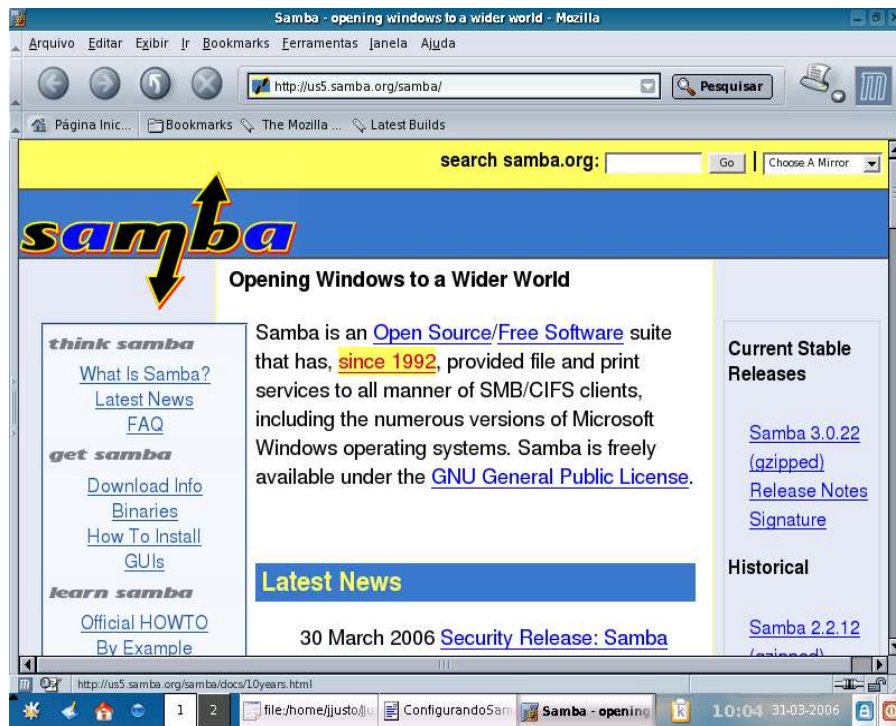 Samba - opening windows to a wider world - Mozilla
Arquivo Editar Exibir Ir Bookmarks Ferramentas Janela Ajuda
http://us5.samba.org/samba/ Pesquisar
Página Inic... Bookmarks The Mozilla ... Latest Builds
search samba.org: Go | Choose A Mirror
samba
Opening Windows to a Wider World
think samba
What Is Samba?
Latest News
FAQ
get samba
Download Info
Binaries
How To Install
GUIs
learn samba
Official HOWTO
By Example
Samba is an Open Source/Free Software suite
that has, since 1992, provided file and print
services to all manner of SMB/CIFS clients,
including the numerous versions of Microsoft
Windows operating systems. Samba is freely
available under the GNU General Public License.
Latest News
30 March 2006 Security Release: Samba
Current Stable
Releases
Samba 3.0.22
(gzipped)
Release Notes
Signature
Historical
Samba 2.2.12
(gzipped)
http://us5.samba.org/samba/docs/10years.html
1 2 file:/home/jjusto/ju ConfigurandoSam Samba - opening 10:04 31-03-2006